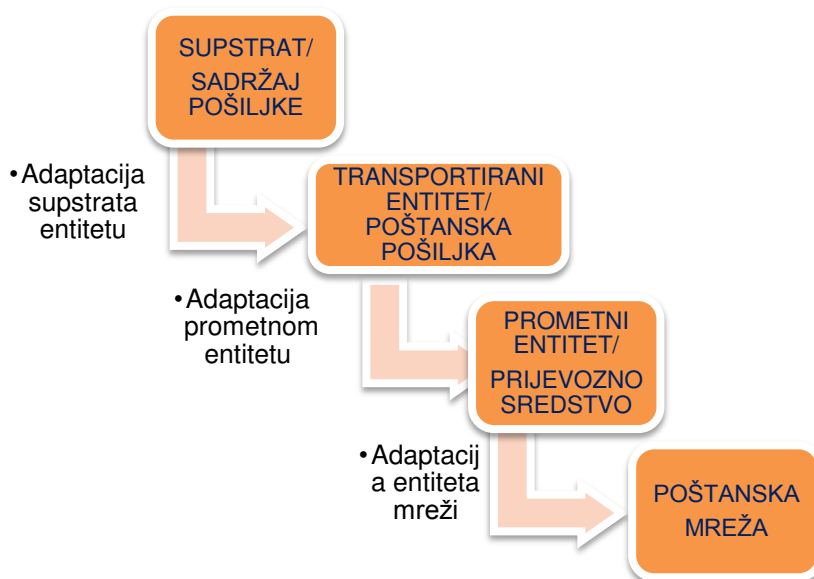 SUPSTRAT/
SADRŽAJ
POŠILJKE
•Adaptacija
supstrata
entitetu
TRANSPORTIRANI
ENTITET/
POŠTANSKA
POŠILJKA
•Adaptacija
prometnom
entitetu
PROMETNI
ENTITET/
PRIJEVOZNO
SREDSTVO
•Adaptacij
a entiteta
mreži
POŠTANSKA
MREŽA